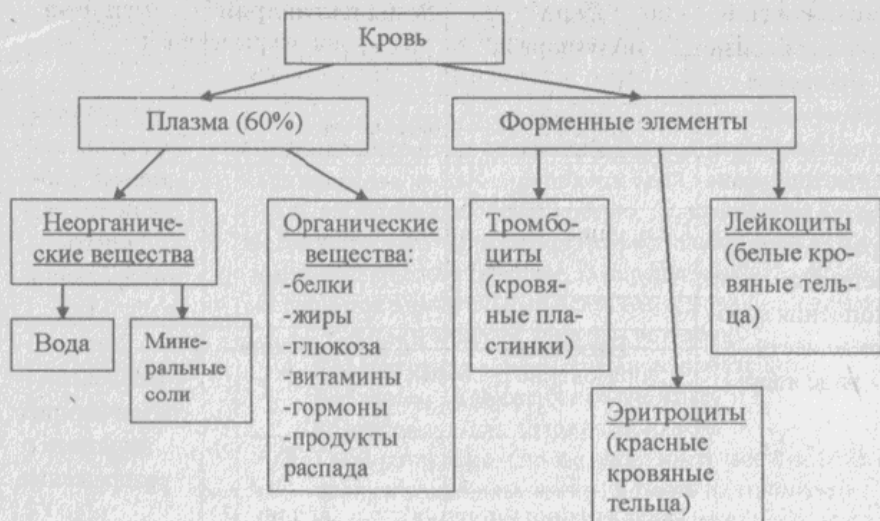 Кровь
Плазма (60%)
Форменные элементы
Неорганиче-
ские вещества
Вода
Мине-
ральные
соли
Органические
вещества:
-белки
-жиры
-глюкоза
-витамины
-гормоны
-продукты
распада
Тромбо-
циты
(кровя-
ные пла-
стинки)
Эритроциты
(красные
кровяные
тельца)
Лейкоциты
(белые кро-
вяные тель-
ца)